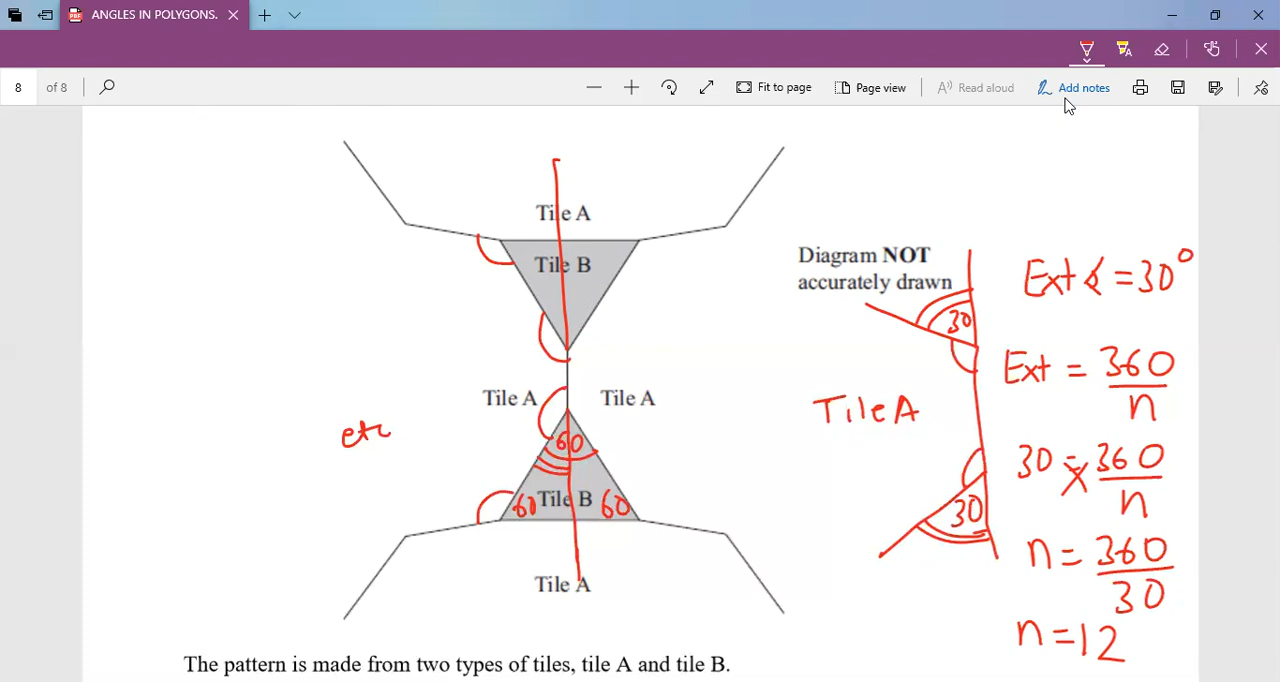 ANGLES IN POLYGONS.
8 of 8
Fit to page
Page view
Read aloud
Add notes
Tile A
Tile B
Diagram NOT
accurately drawn
Ext ∡ = 30°
30
Ext = 360/n
Tile A Tile A
Tile A
etc
60
30 = 360/n
Tile B
60 60
30
n = 360/30
Tile A
n = 12
The pattern is made from two types of tiles, tile A and tile B.